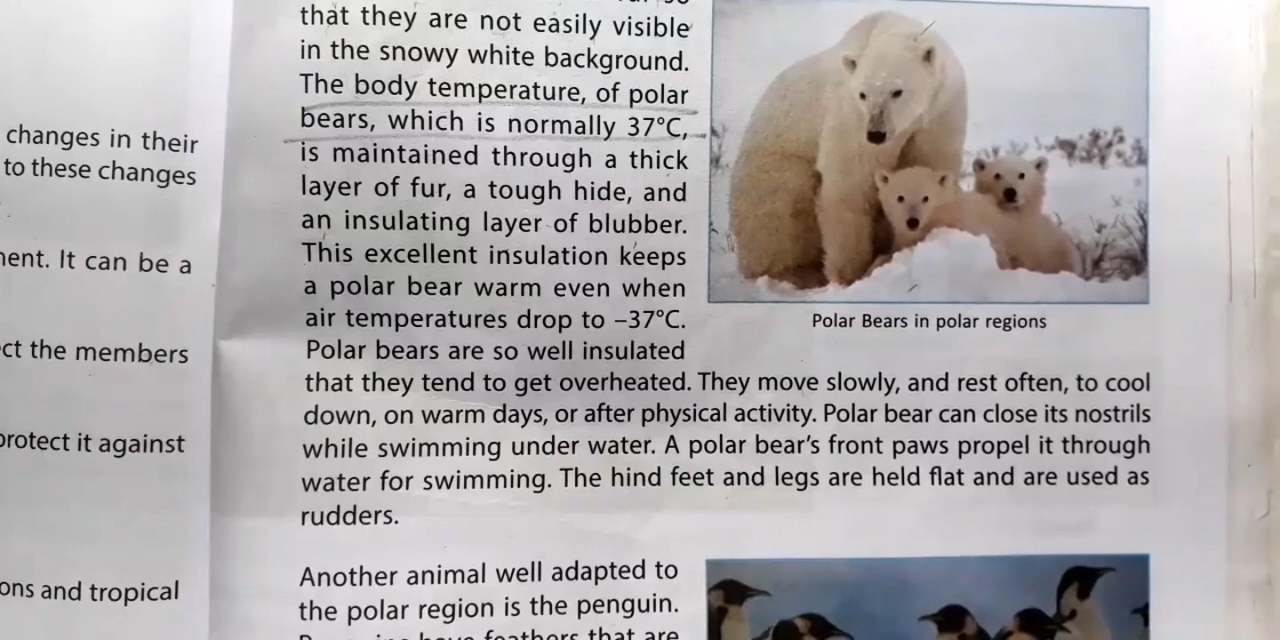 changes in their
to these changes
It can be a
the members
protect it against
and tropical
that they are not easily visible
in the snowy white background.
The body temperature, of polar
bears, which is normally 37°C,
is maintained through a thick
layer of fur, a tough hide, and
an insulating layer of blubber.
This excellent insulation keeps
a polar bear warm even when
air temperatures drop to –37°C.
Polar bears are so well insulated
that they tend to get overheated. They move slowly, and rest often, to cool
down, on warm days, or after physical activity. Polar bear can close its nostrils
while swimming under water. A polar bear's front paws propel it through
water for swimming. The hind feet and legs are held flat and are used as
rudders.
Polar Bears in polar regions
Another animal well adapted to
the polar region is the penguin.
have feathers that are